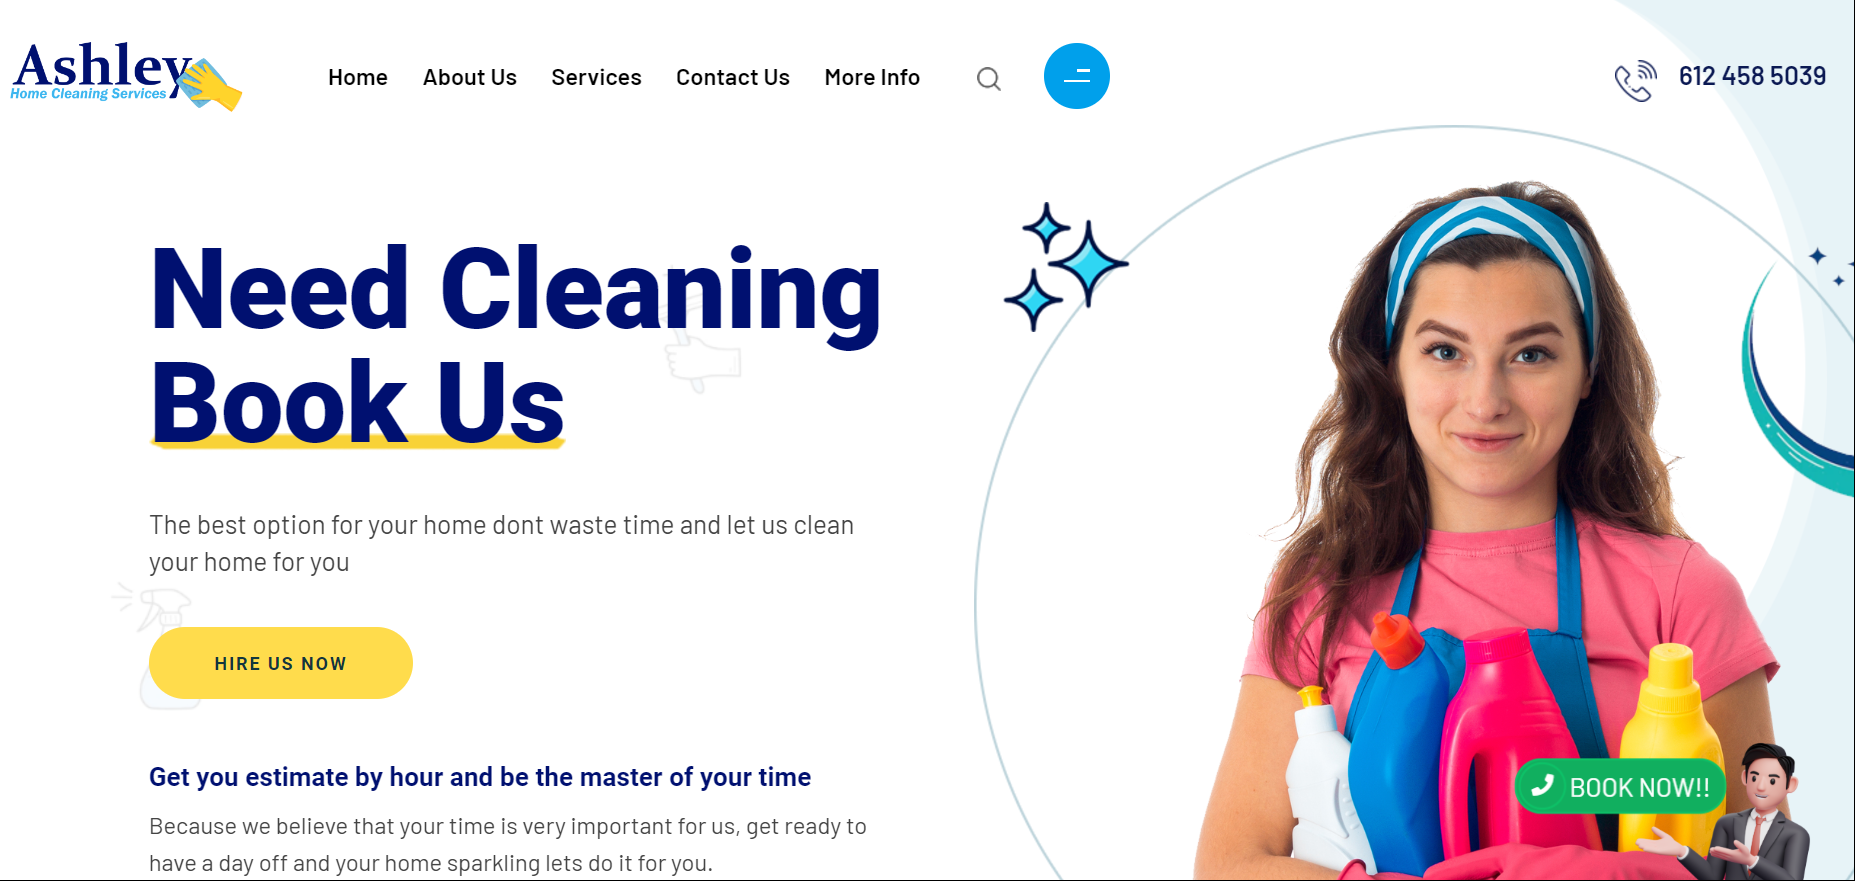 Ashley
Home Cleaning Services
Home About Us Services Contact Us More Info
612 458 5039
Need Cleaning
Book Us
The best option for your home dont waste time and let us clean
your home for you
HIRE US NOW
Get you estimate by hour and be the master of your time
Because we believe that your time is very important for us, get ready to
have a day off and your home sparkling lets do it for you.
BOOK NOW!!